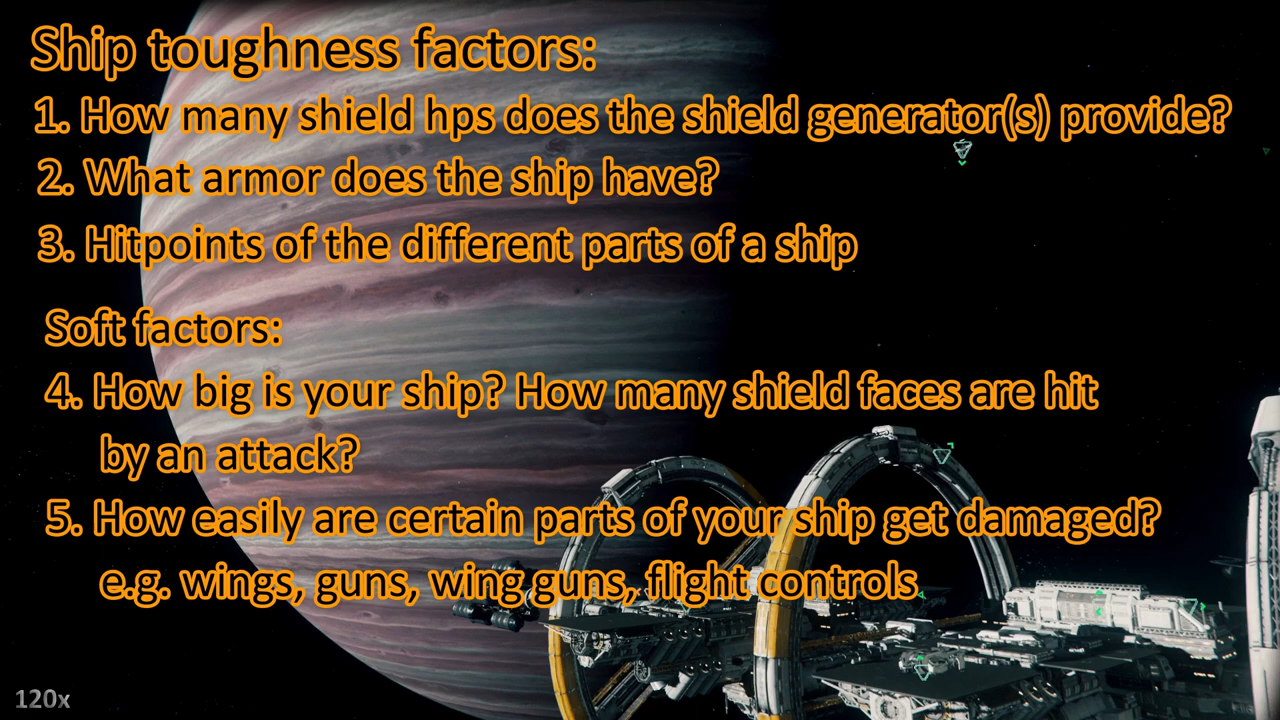 Ship toughness factors:
1. How many shield hps does the shield generator(s) provide?
2. What armor does the ship have?
3. Hitpoints of the different parts of a ship
Soft factors:
4. How big is your ship? How many shield faces are hit
by an attack?
5. How easily are certain parts of your ship get damaged?
e.g. wings, guns, wing guns, flight controls
120x